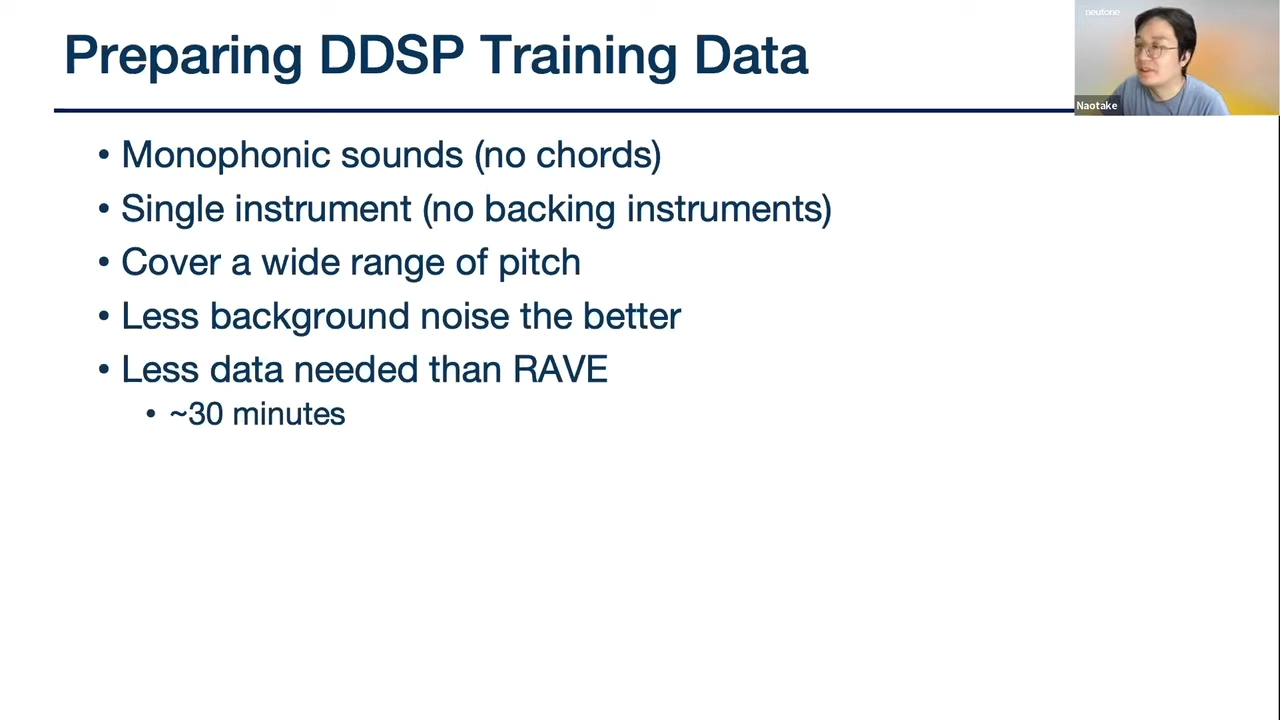 Preparing DDSP Training Data
neutone
Naotake
• Monophonic sounds (no chords)
• Single instrument (no backing instruments)
• Cover a wide range of pitch
• Less background noise the better
• Less data needed than RAVE
• ~30 minutes